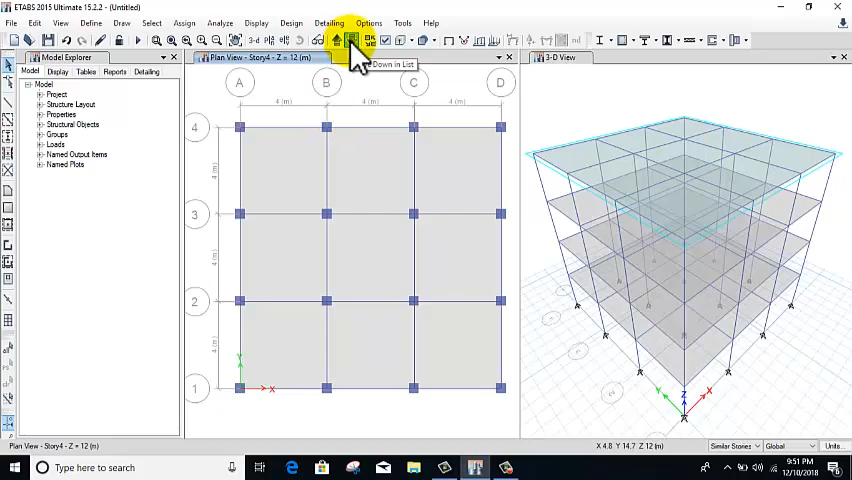 ETABS 2015 Ultimate 15.2.2 - (Untitled)
File Edit View Define Draw Select Assign Analyze Display Design Detailing Options Tools Help
3-d
Down in List
Model Explorer
Model Display Tables Reports Detailing
Model
Project
Structure Layout
Properties
Structural Objects
Groups
Loads
Named Output Items
Named Plots
Plan View - Story4 - Z = 12 (m)
A B C D
4 (m) 4 (m) 4 (m)
4
4 (m)
3
4 (m)
2
4 (m)
1
Y
X
3-D View
Z
Y
X
Plan View - Story4 - Z = 12 (m)
X 4.8 Y 14.7 Z 12 (m)
Similar Stories
Global
Units...
Type here to search
9:51 PM
12/10/2018